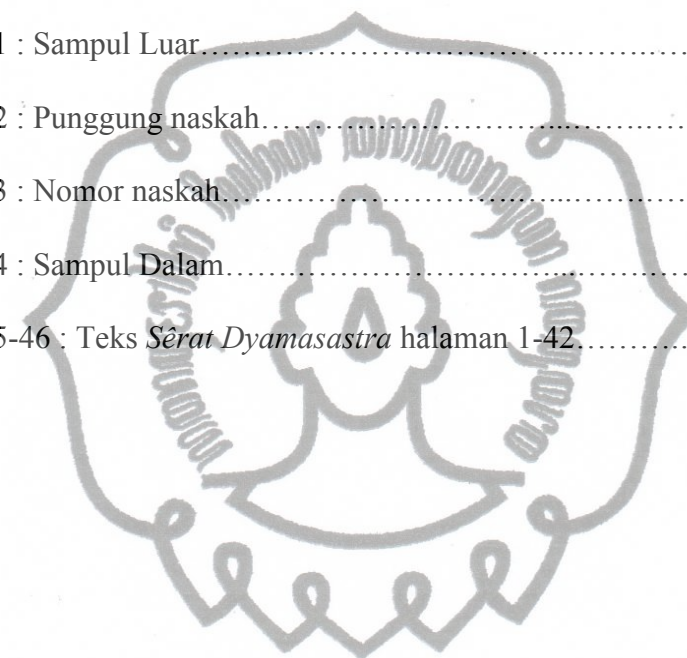 1 : Sampul Luar……………………………...…….….
2 : Punggung naskah………………………...…….….
3 : Nomor naskah…………………………...…….….
4 : Sampul Dalam…….…………………...…….….
5-46 : Teks Sêrat Dyamasastra halaman 1-42…….….